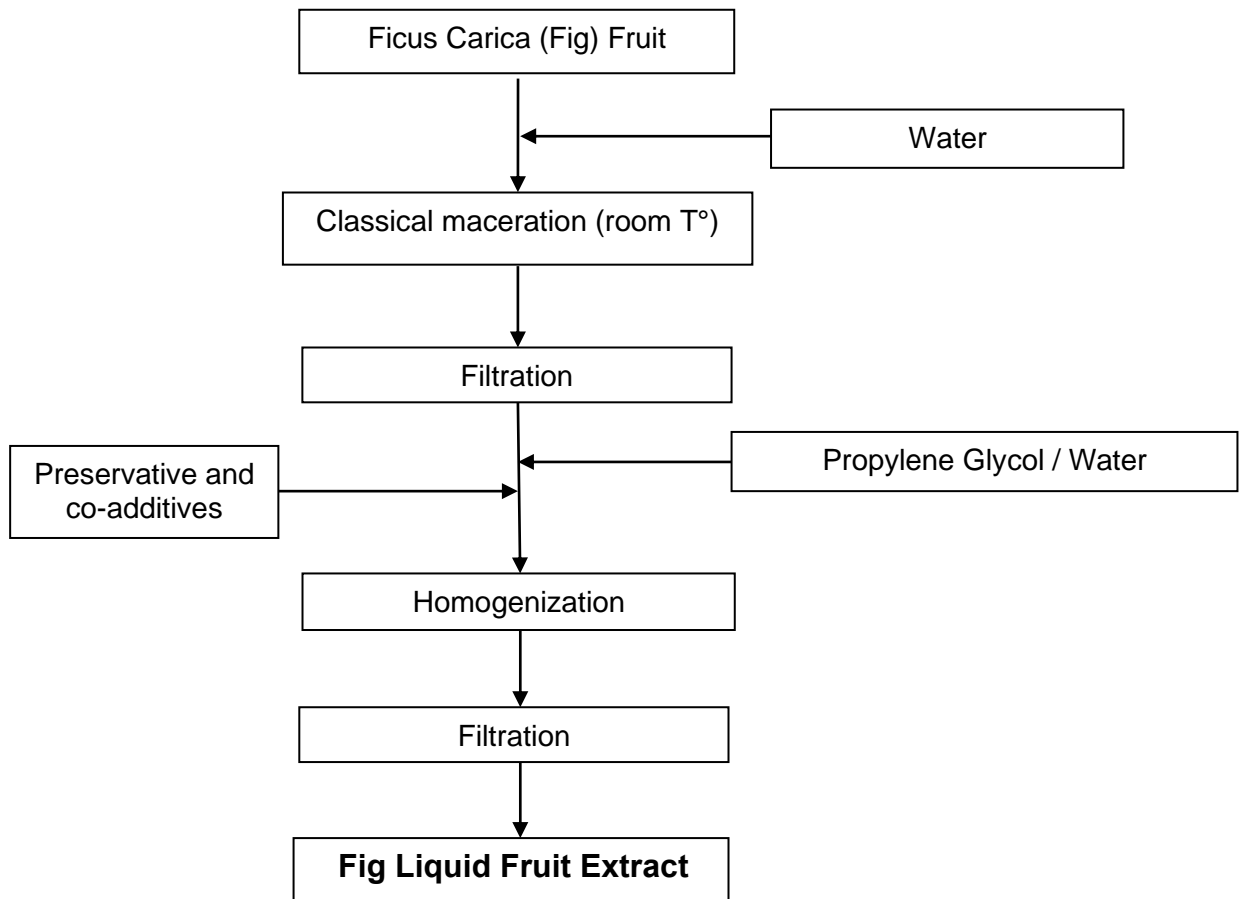 Ficus Carica (Fig) Fruit
Water
Classical maceration (room T°)
Filtration
Preservative and
co-additives
Propylene Glycol / Water
Homogenization
Filtration
Fig Liquid Fruit Extract